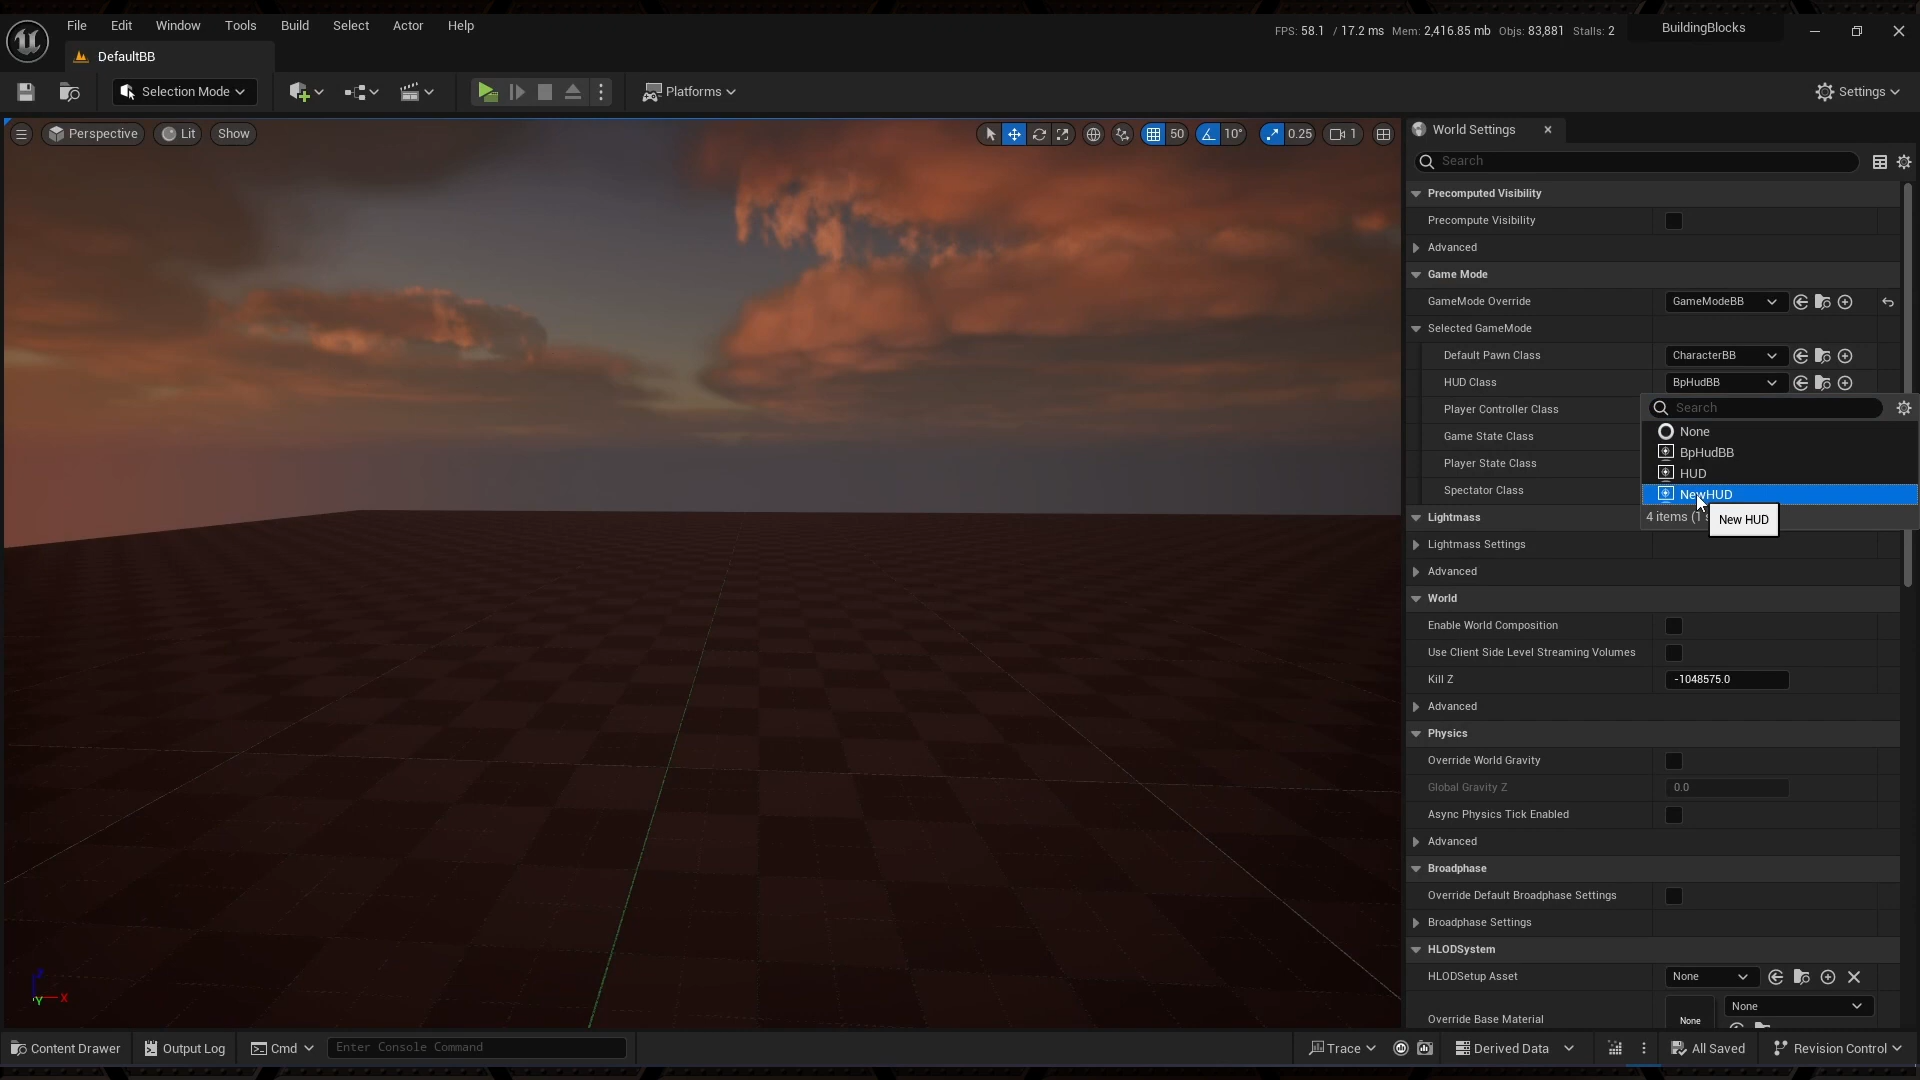 File Edit Window Tools Build Select Actor Help
FPS: 58.1 / 17.2 ms Mem: 2,416.85 mb Objs: 83,881 Stalls: 2
BuildingBlocks
DefaultBB
Selection Mode
Platforms
Settings
Perspective Lit Show
50 10° 0.25 1
World Settings
Search
Precomputed Visibility
Precompute Visibility
Advanced
Game Mode
GameMode Override GameModeBB
Selected GameMode
Default Pawn Class CharacterBB
HUD Class BpHudBB
Player Controller Class
Search
Game State Class
None
Player State Class
BpHudBB
HUD
Spectator Class
NewHUD
4 items (1
New HUD
Lightmass
Lightmass Settings
Advanced
World
Enable World Composition
Use Client Side Level Streaming Volumes
Kill Z -1048575.0
Advanced
Physics
Override World Gravity
Global Gravity Z 0.0
Async Physics Tick Enabled
Advanced
Broadphase
Override Default Broadphase Settings
Broadphase Settings
HLODSystem
HLODSetup Asset None
Override Base Material None None
Z
Y X
Content Drawer Output Log Cmd Enter Console Command
Trace Derived Data All Saved Revision Control